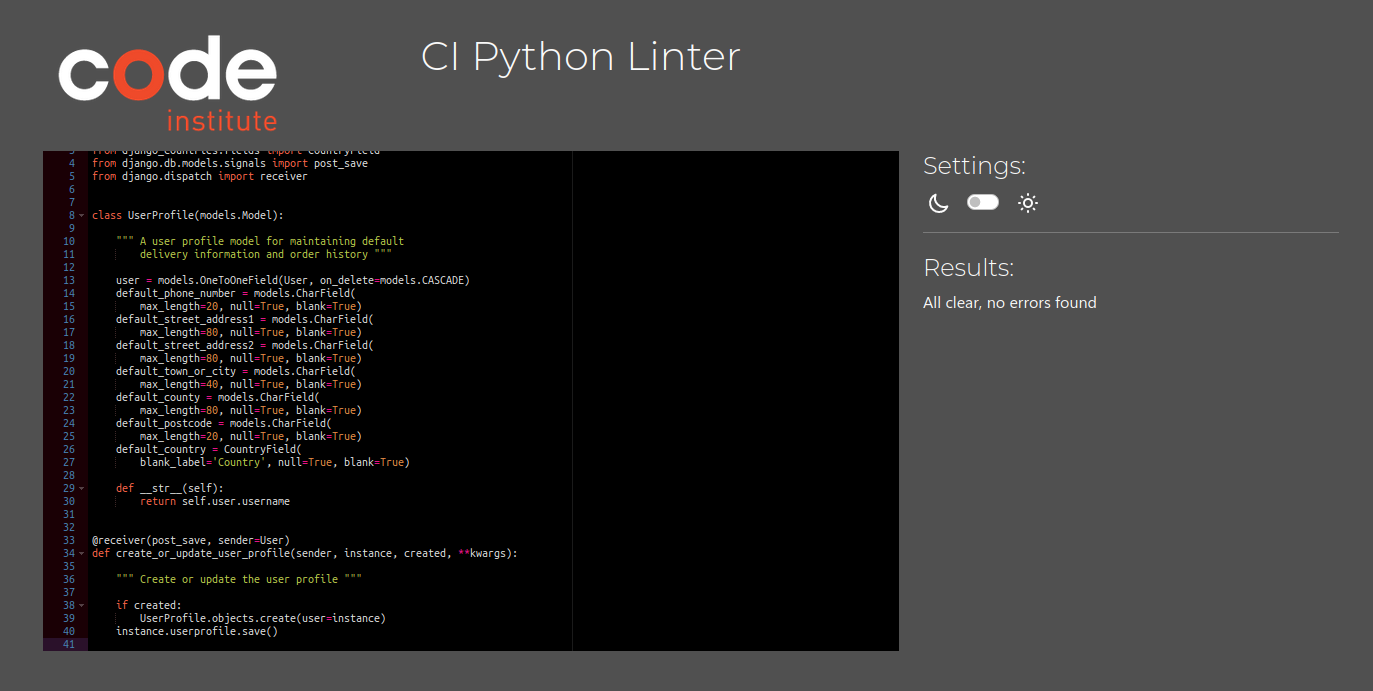 code
institute
CI Python Linter
3 from django_countries.fields import CountryField
4 from django.db.models.signals import post_save
5 from django.dispatch import receiver
6
7
8 class UserProfile(models.Model):
9
10 """ A user profile model for maintaining default
11 delivery information and order history """
12
13 user = models.OneToOneField(User, on_delete=models.CASCADE)
14 default_phone_number = models.CharField(
15 max_length=20, null=True, blank=True)
16 default_street_address1 = models.CharField(
17 max_length=80, null=True, blank=True)
18 default_street_address2 = models.CharField(
19 max_length=80, null=True, blank=True)
20 default_town_or_city = models.CharField(
21 max_length=40, null=True, blank=True)
22 default_county = models.CharField(
23 max_length=80, null=True, blank=True)
24 default_postcode = models.CharField(
25 max_length=20, null=True, blank=True)
26 default_country = CountryField(
27 blank_label='Country', null=True, blank=True)
28
29 def __str__(self):
30 return self.user.username
31
32
33 @receiver(post_save, sender=User)
34 def create_or_update_user_profile(sender, instance, created, **kwargs):
35
36 """ Create or update the user profile """
37
38 if created:
39 UserProfile.objects.create(user=instance)
40 instance.userprofile.save()
41
Settings:
Results:
All clear, no errors found